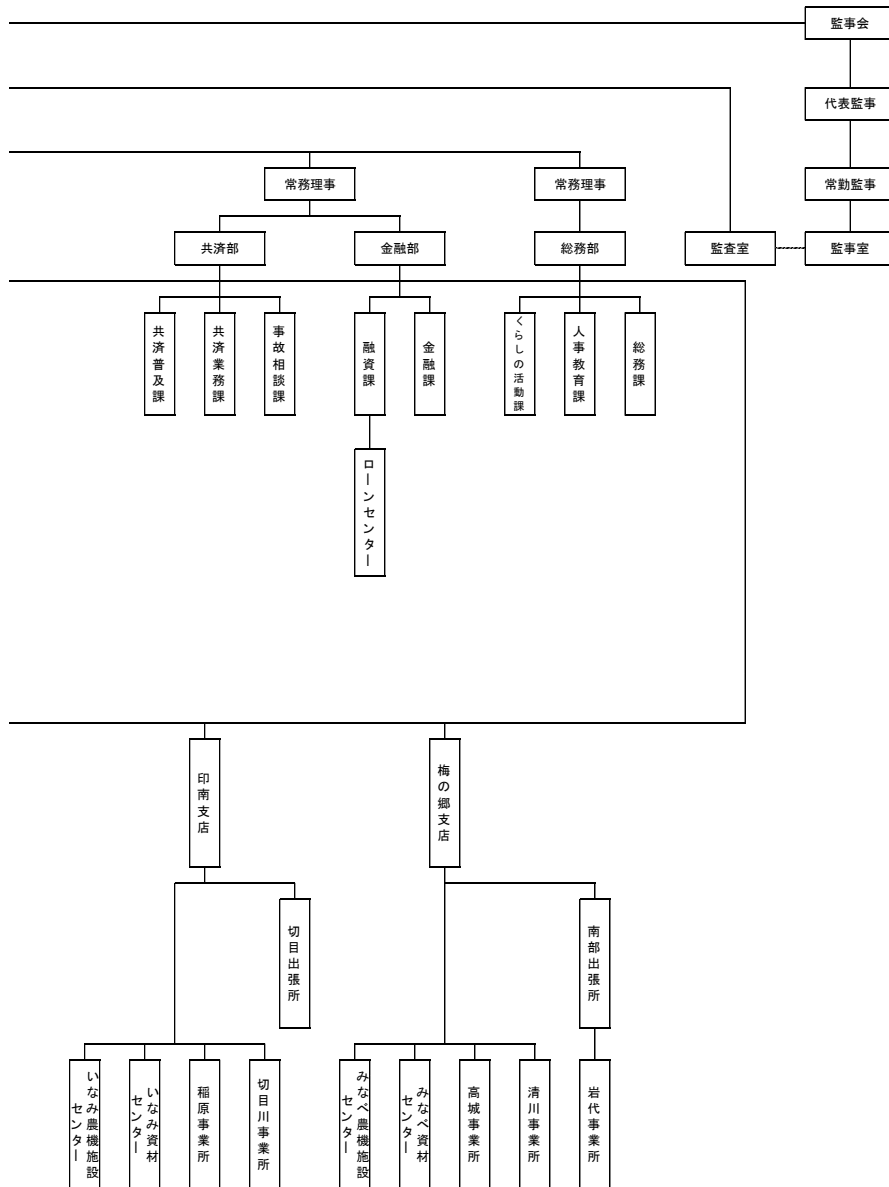 監事会
代表監事
常務理事
常務理事
常勤監事
共済部
金融部
総務部
監査室
監事室
共済普及課
共済業務課
事故相談課
融資課
金融課
くらしの活動課
人事教育課
総務課
ローンセンター
印南支店
梅の郷支店
切目出張所
南部出張所
いなみ農機施設
センター
いなみ資材
センター
稲原事業所
切目川事業所
みなべ農機施設
センター
みなべ資材
センター
高城事業所
清川事業所
岩代事業所